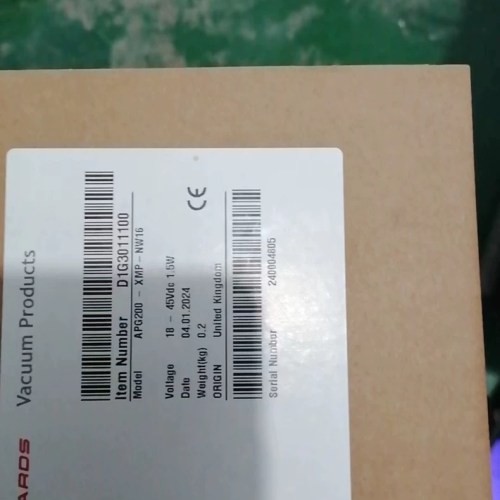 ARDS
Vacuum Products
Item Number D1G3011100
Model APG200 - XMP - NW16
Voltage 18 - 45Vdc 1.5W
Date 04.01.2024
Weight(kg) 0.2
ORIGIN United Kingdom
CE
Serial Number 240004805